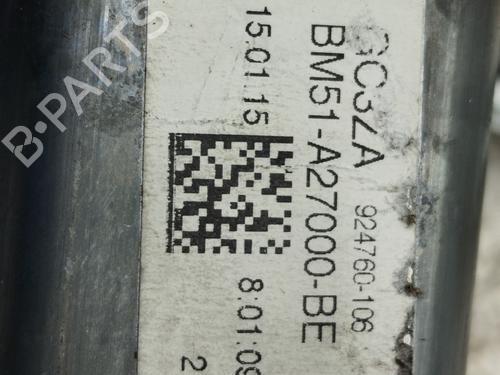 GC3ZA 924760-106
BM51-A27000-BE
15.01.15 8:01:09
2
B-PARTS